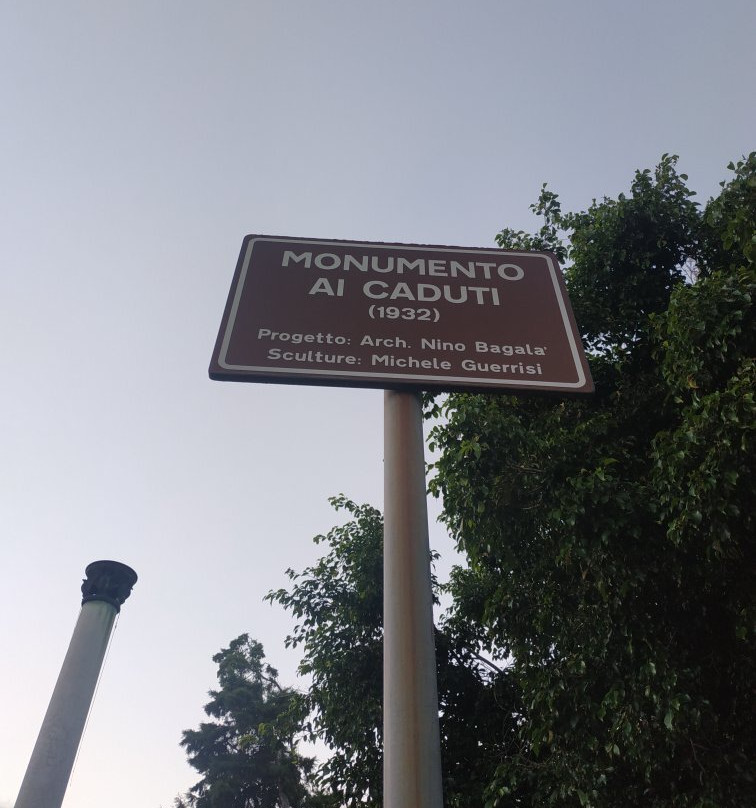 MONUMENTO
AI CADUTI
(1932)
Progetto: Arch. Nino Bagala'
Sculture: Michele Guerrisi